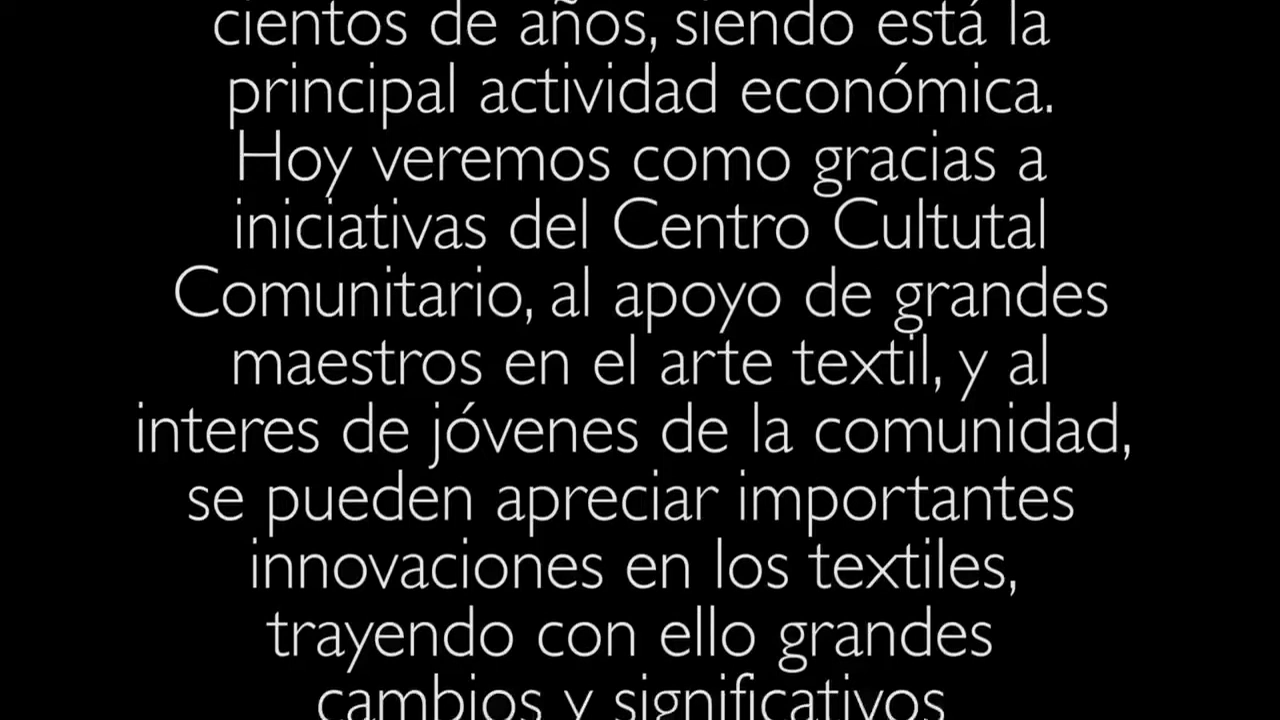 cientos de años, siendo está la
principal actividad económica.
Hoy veremos como gracias a
iniciativas del Centro Cultutal
Comunitario, al apoyo de grandes
maestros en el arte textil, y al
interes de jóvenes de la comunidad,
se pueden apreciar importantes
innovaciones en los textiles,
trayendo con ello grandes
cambios y significativos